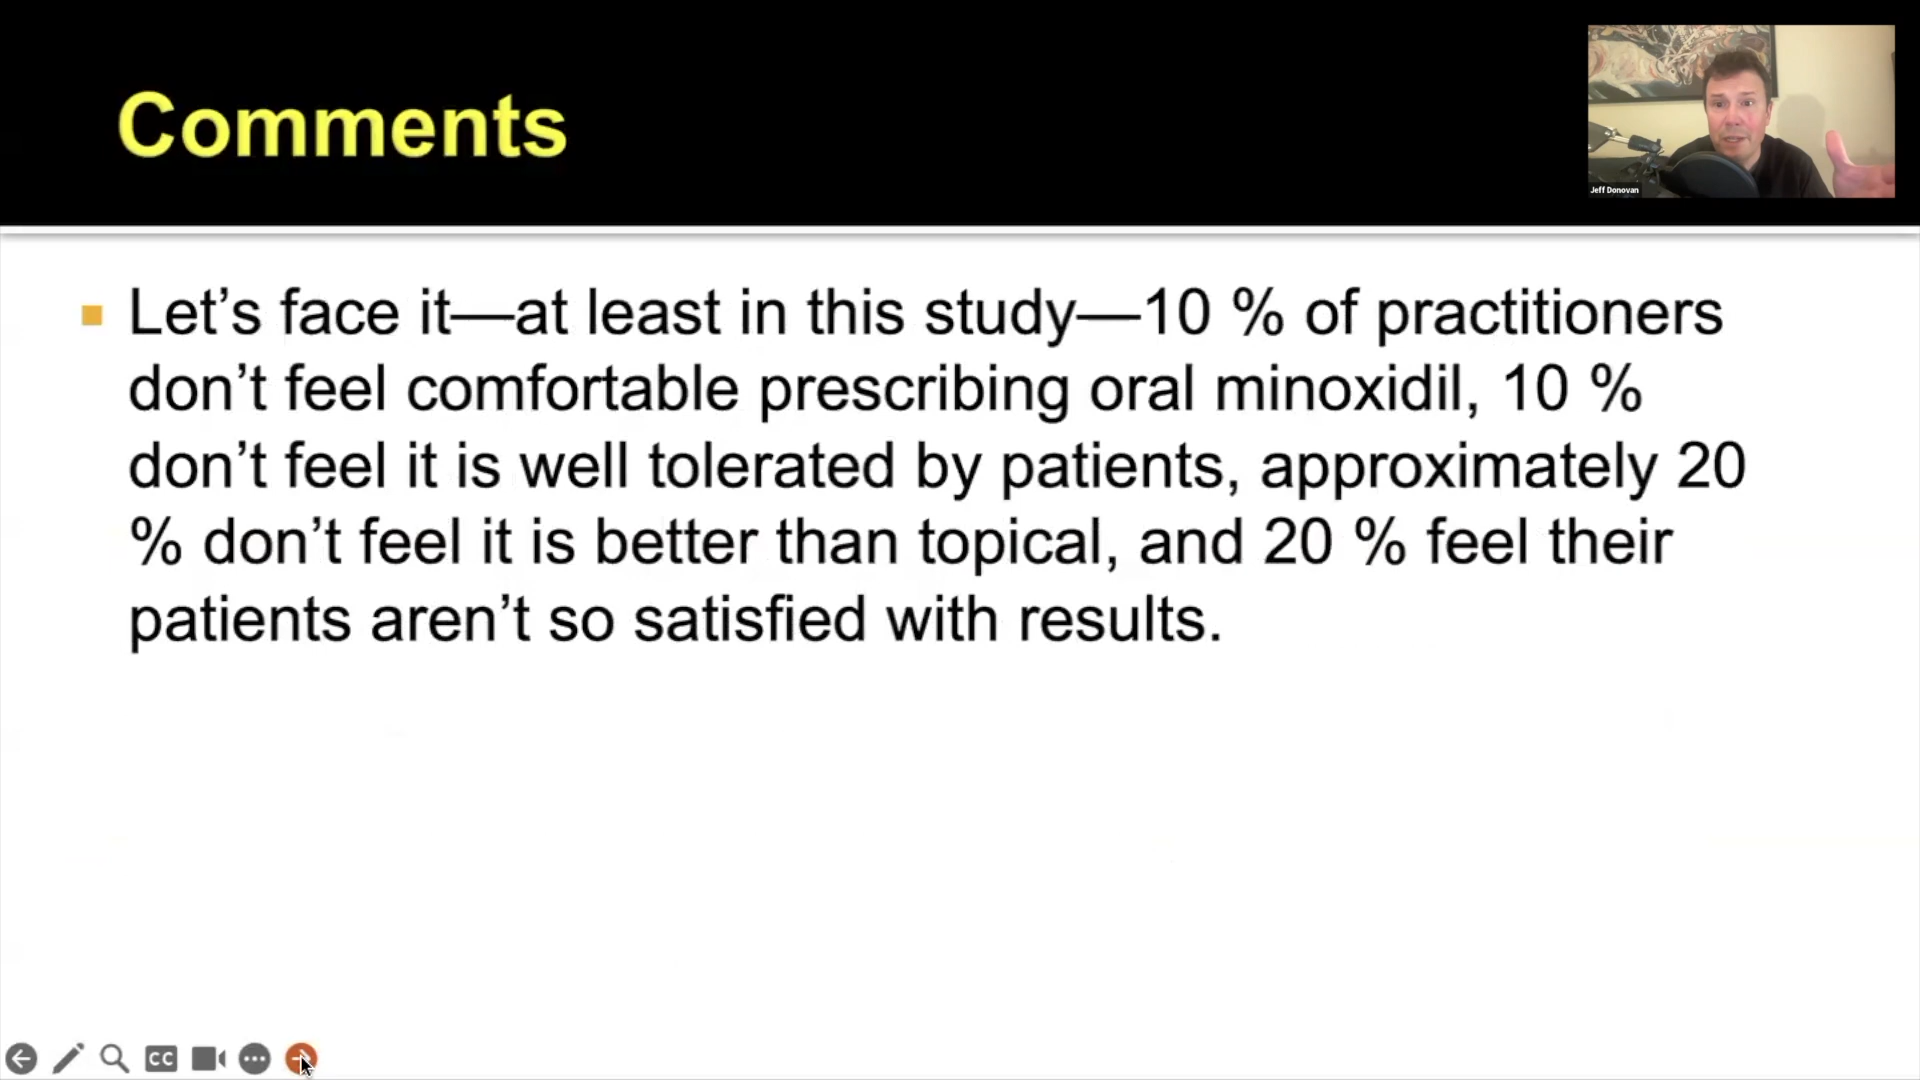 Comments
Jeff Donovan
Let’s face it—at least in this study—10 % of practitioners
don’t feel comfortable prescribing oral minoxidil, 10 %
don’t feel it is well tolerated by patients, approximately 20
% don’t feel it is better than topical, and 20 % feel their
patients aren’t so satisfied with results.
CC